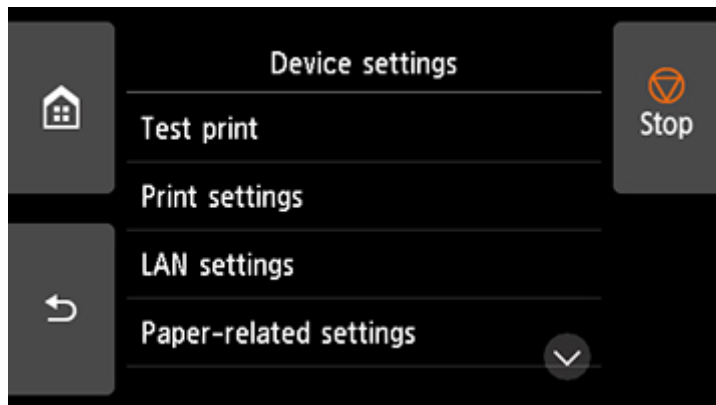 Device settings
Stop
Test print
Print settings
LAN settings
Paper-related settings